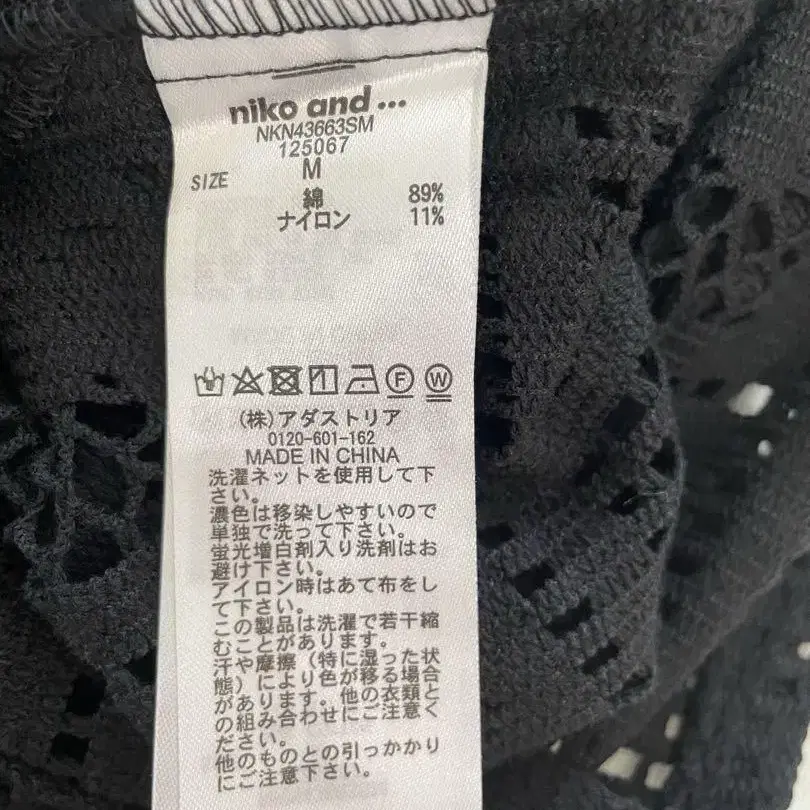 niko and ...
NKN43663SM
125067
SIZE M
綿 89%
ナイロン 11%
F W
(株)アダストリア
0120-601-162
MADE IN CHINA
洗濯ネットを使用して下
さい。
濃色は移染しやすいので
単独で洗って下さい。
蛍光増白剤入り洗剤はお
避け下さい。
アイロン時はあて布をし
て下さい。
この製品は洗濯で若干縮
むことがあります。
汗や摩擦(特に湿った状
態)により色が移る場合
があります。他の衣類と
の組み合わせにご注意く
ださい。
他のものとの引っかかり
にご注意下さい。